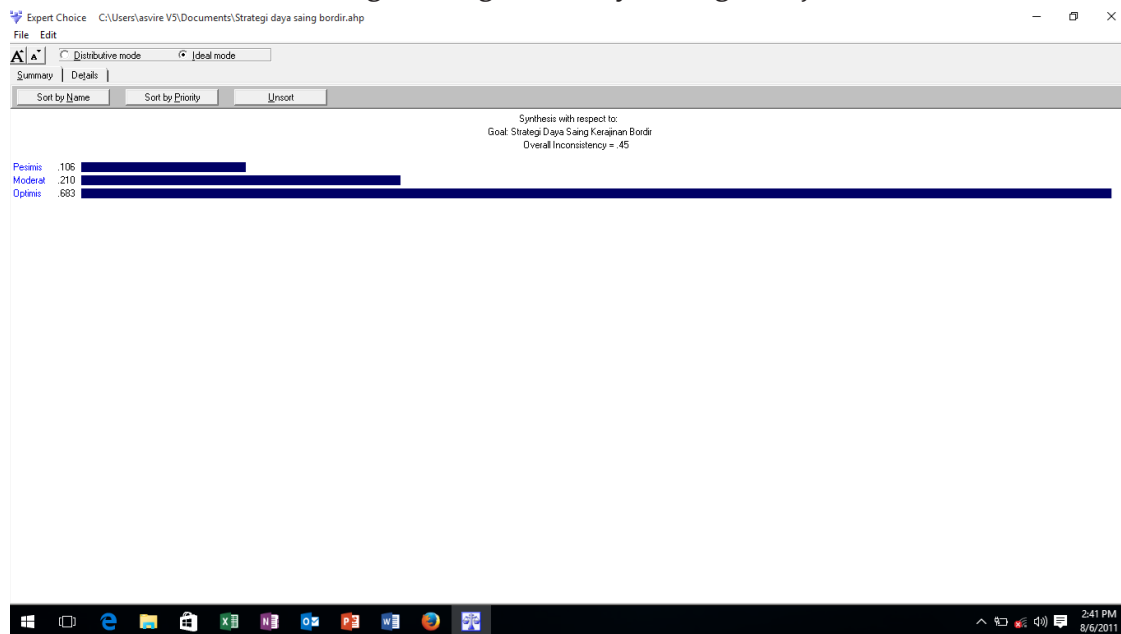 Expert Choice C:\Users\asvire V5\Documents\Strategi daya saing bordir.ahp
File Edit
A A Distributive mode Ideal mode
Summary Details
Sort by Name Sort by Priority Unsort
Synthesis with respect to:
Goal: Strategi Daya Saing Kerajinan Bordir
Overall Inconsistency = .45
Pesimis .106
Moderat .210
Optimis .683
2:41 PM
8/6/2011